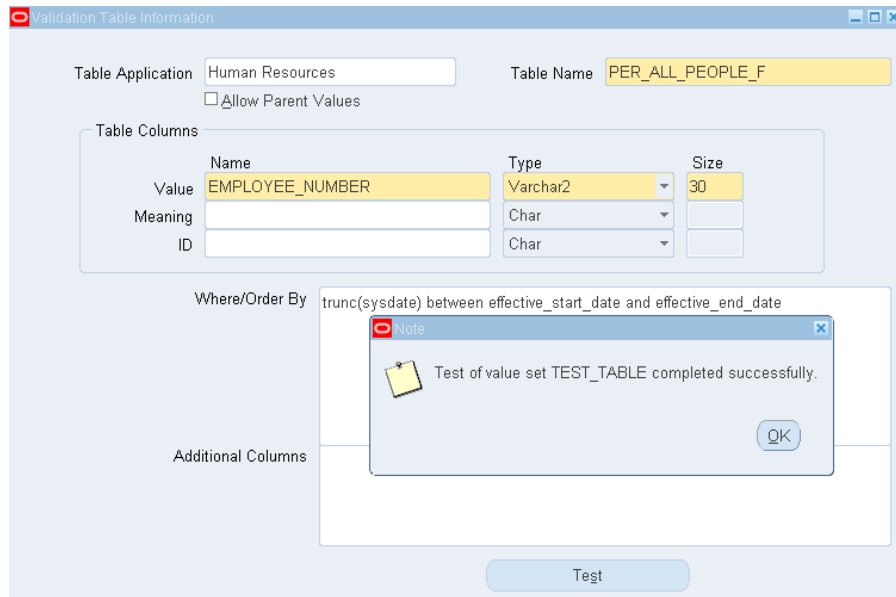 Validation Table Information
Table Application Human Resources Table Name PER_ALL_PEOPLE_F
Allow Parent Values
Table Columns
Name Type Size
Value EMPLOYEE_NUMBER Varchar2 30
Meaning Char
ID Char
Where/Order By trunc(sysdate) between effective_start_date and effective_end_date
Note
Test of value set TEST_TABLE completed successfully.
OK
Additional Columns
Test